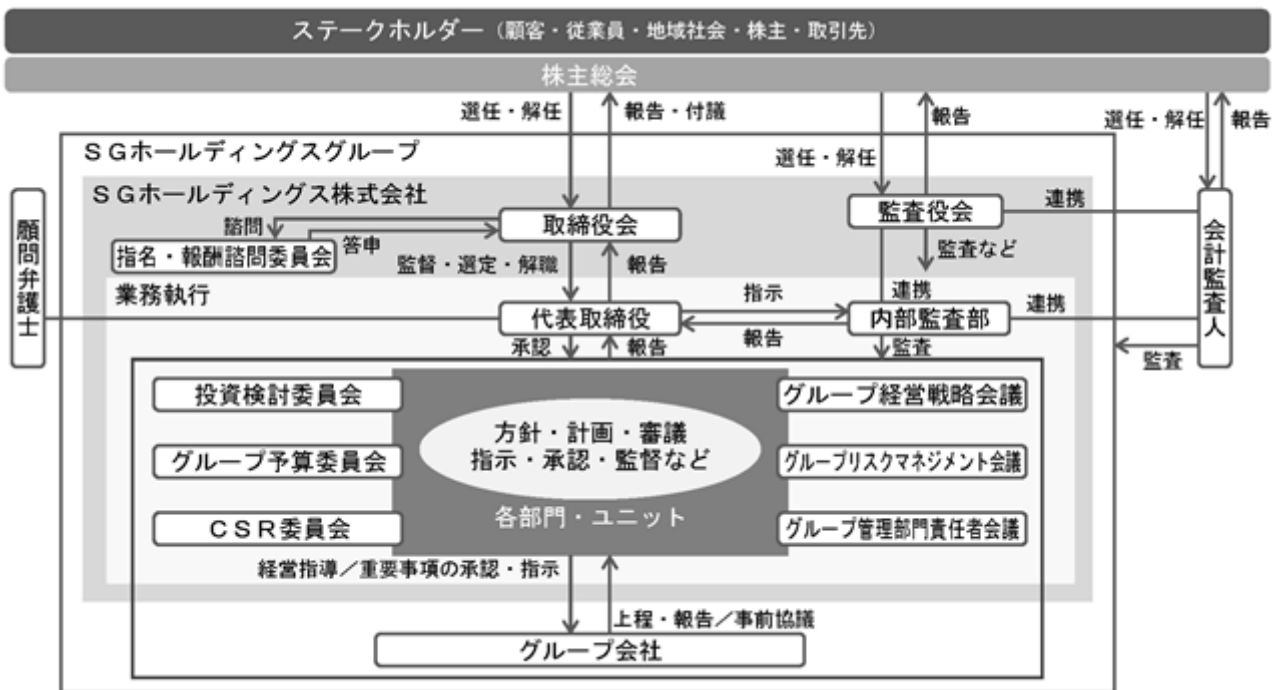 ステークホルダー（顧客・従業員・地域社会・株主・取引先）
株主総会
選任・解任
報告・付議
選任・解任
報告
選任・解任
報告
ＳＧホールディングスグループ
ＳＧホールディングス株式会社
顧問弁護士
諮問
答申
指名・報酬諮問委員会
取締役会
監査役会
連携
会計監査人
監督・選定・解職
報告
監査など
業務執行
代表取締役
指示
報告
連携
内部監査部
連携
監査
承認
報告
監査
投資検討委員会
グループ予算委員会
ＣＳＲ委員会
方針・計画・審議
指示・承認・監督など
各部門・ユニット
グループ経営戦略会議
グループリスクマネジメント会議
グループ管理部門責任者会議
経営指導／重要事項の承認・指示
上程・報告／事前協議
グループ会社